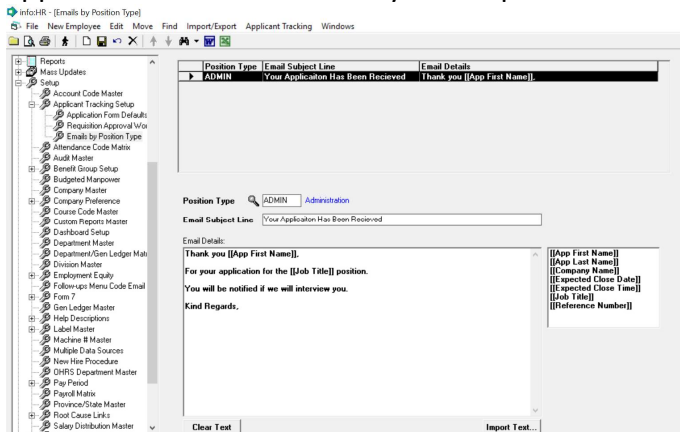 info:HR - [Emails by Position Type]
File New Employee Edit Move Find Import/Export Applicant Tracking Windows
Reports
Mass Updates
Setup
Account Code Master
Applicant Tracking Setup
Application Form Defaults
Requisition Approval Wor
Emails by Position Type
Attendance Code Matrix
Audit Master
Benefit Group Setup
Budgeted Manpower
Company Master
Company Preference
Course Code Master
Custom Reports Master
Dashboard Setup
Department Master
Department/Gen Ledger Matr
Division Master
Employment Equity
Follow-ups Menu Code Email
Form 7
Gen Ledger Master
Help Descriptions
Label Master
Machine # Master
Multiple Data Sources
New Hire Procedure
OHRS Department Master
Pay Period
Payroll Matrix
Province/State Master
Root Cause Links
Salary Distribution Master
Position Type Email Subject Line Email Details
ADMIN Your Applicaiton Has Been Recieved Thank you [[App First Name]],
Position Type ADMIN Administration
Email Subject Line Your Applicaiton Has Been Recieved
Email Details:
Thank you [[App First Name]],
For your application for the [[Job Title]] position.
You will be notified if we will interview you.
Kind Regards,
[[App First Name]]
[[App Last Name]]
[[Company Name]]
[[Expected Close Date]]
[[Expected Close Time]]
[[Job Title]]
[[Reference Number]]
Clear Text Import Text...